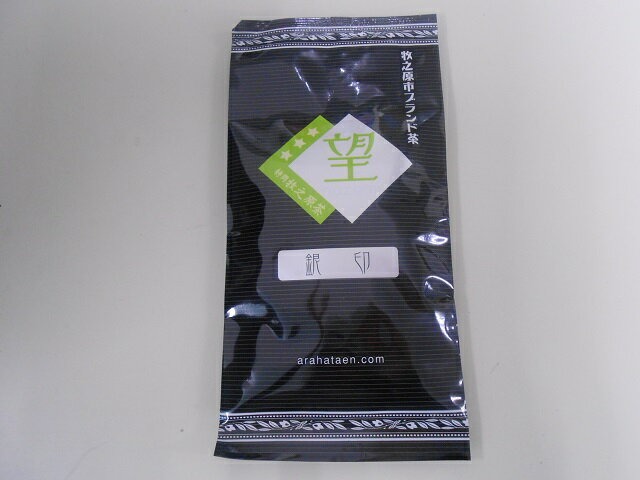 牧之原市ブランド茶
望
特選牧之原茶
銀印
arahataen.com